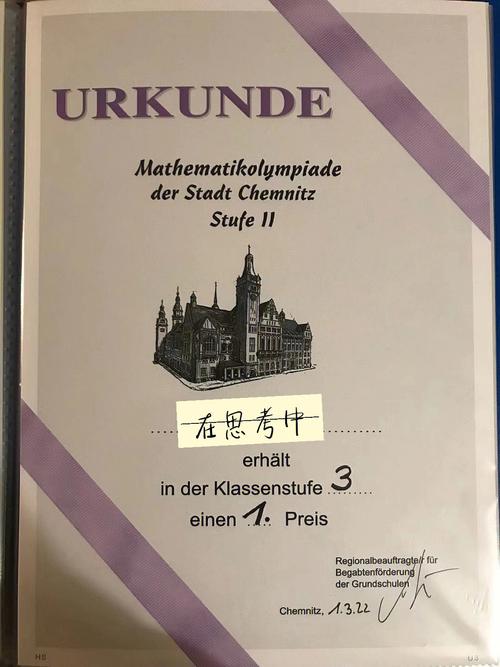 URKUNDE
Mathematikolympiade
der Stadt Chemnitz
Stufe II
在思考中
erhält
in der Klassenstufe 3
einen 1. Preis
Regionalbeauftragte/r für
Begabtenförderung
der Grundschulen
Chemnitz, 1.3.22